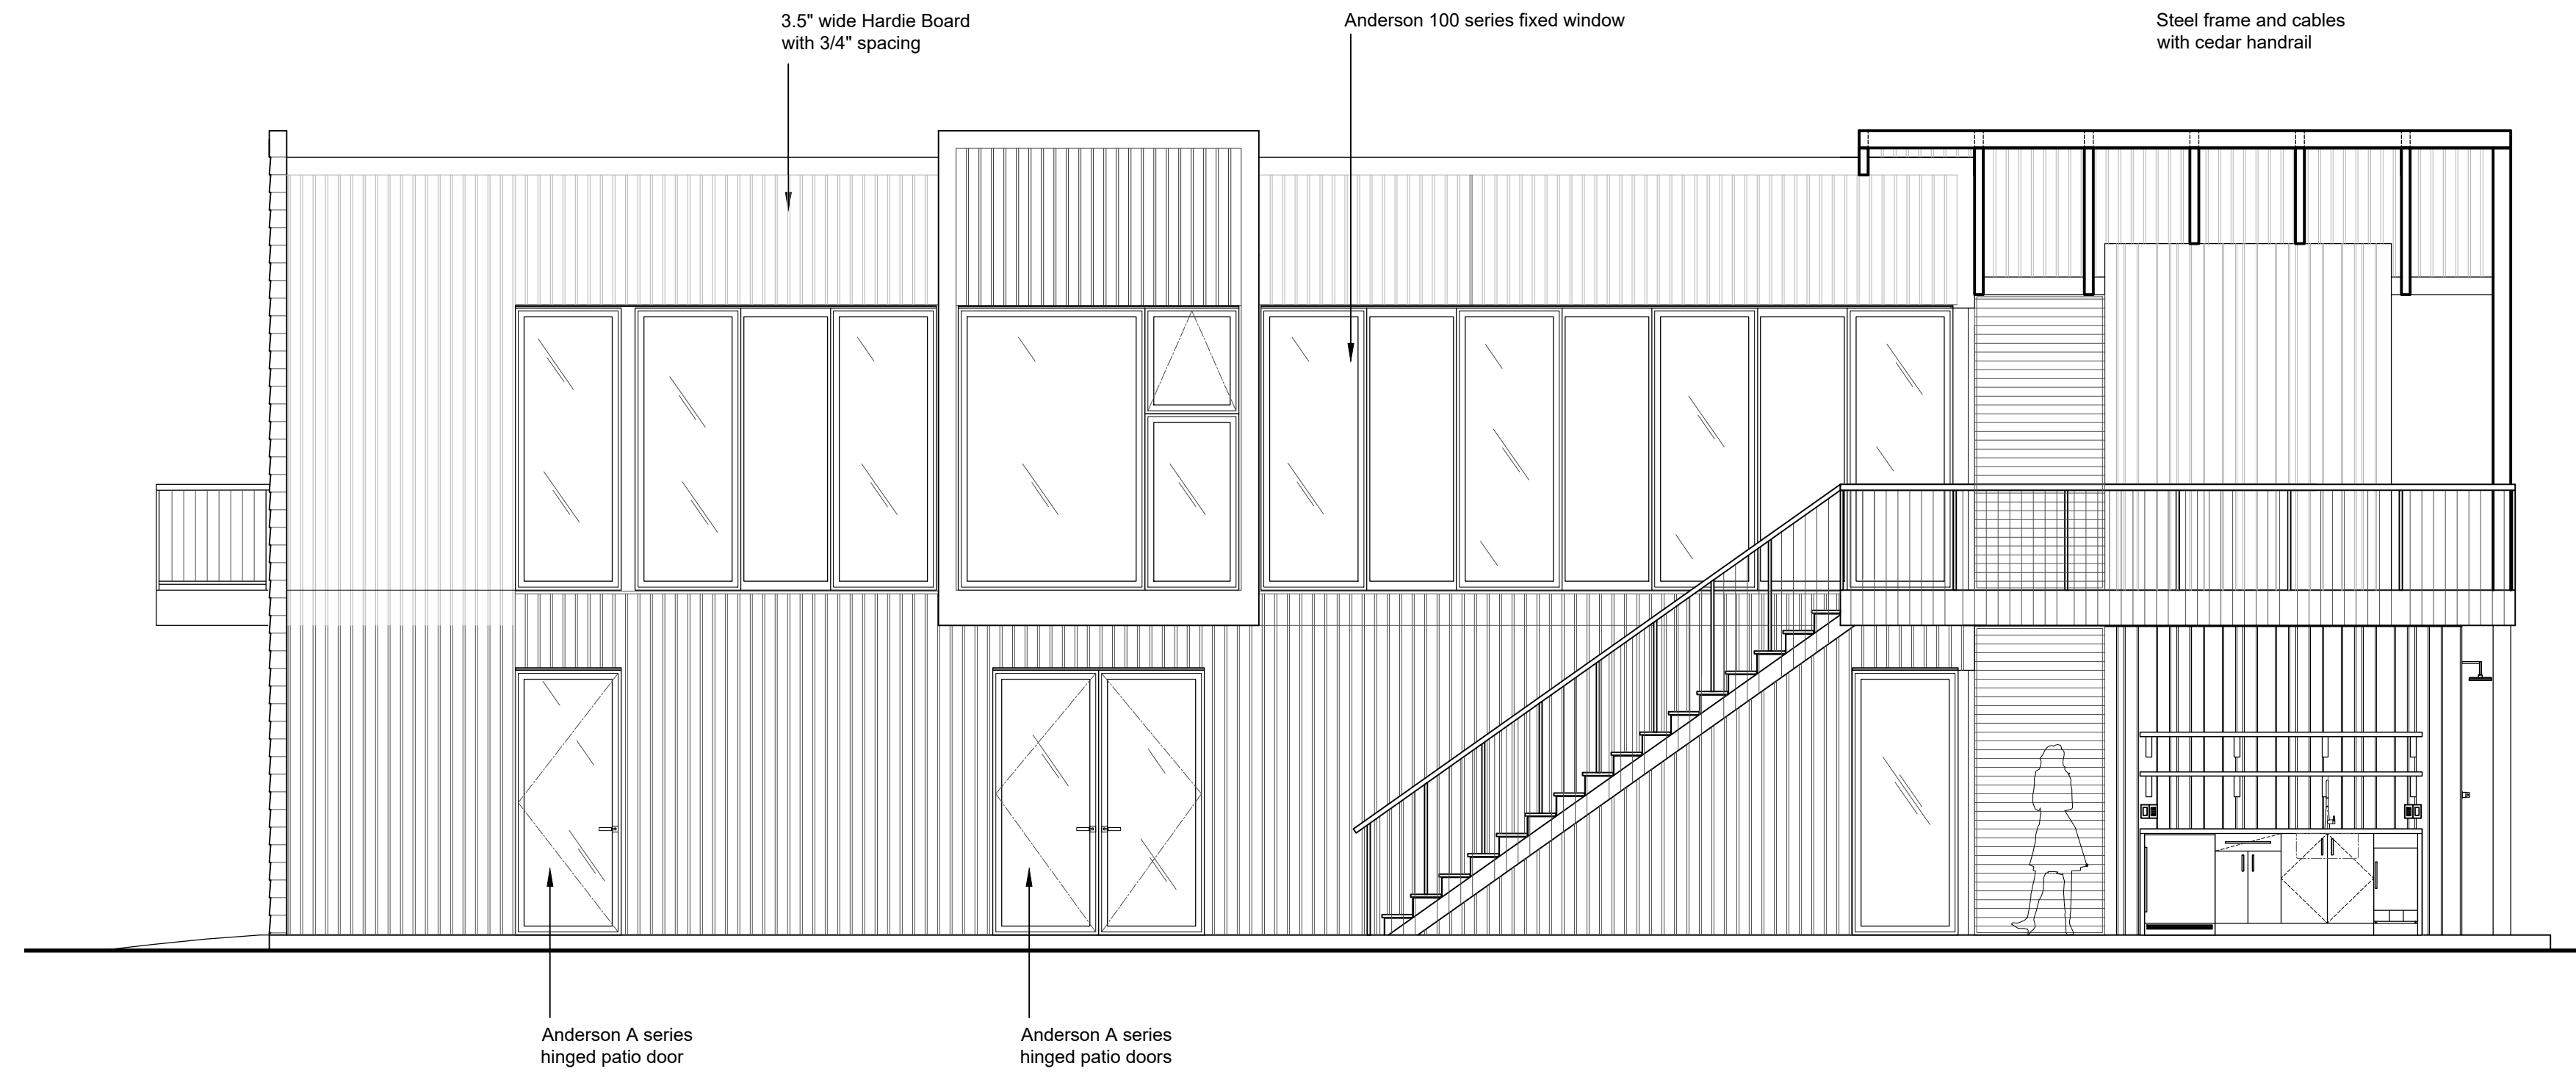 3.5" wide Hardie Board
with 3/4" spacing
Anderson 100 series fixed window
Steel frame and cables
with cedar handrail
Anderson A series
hinged patio door
Anderson A series
hinged patio doors